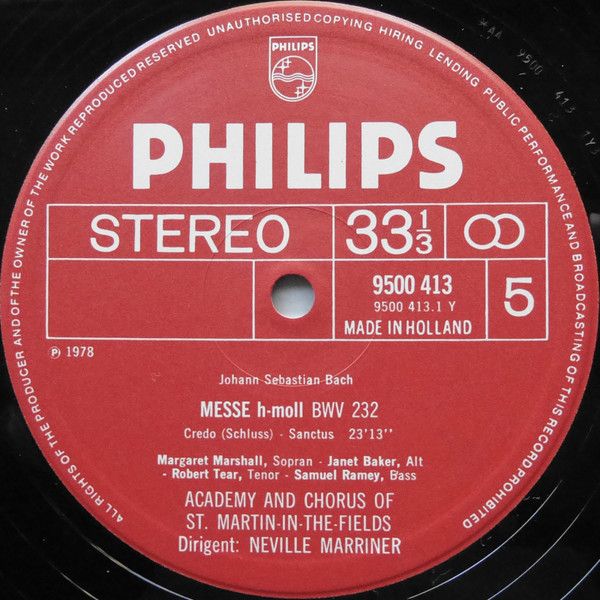 ALL RIGHTS OF THE PRODUCER AND OF THE OWNER OF THE WORK REPRODUCED RESERVED UNAUTHORISED COPYING HIRING LENDING PUBLIC PERFORMANCE AND BROADCASTING OF THIS RECORD PROHIBITED
PHILIPS
PHILIPS
STEREO
33 1/3
9500 413
9500 413.1 Y
MADE IN HOLLAND
5
℗ 1978
Johann Sebastian Bach
MESSE h-moll BWV 232
Credo (Schluss) - Sanctus 23'13"
Margaret Marshall, Sopran - Janet Baker, Alt
- Robert Tear, Tenor - Samuel Ramey, Bass
ACADEMY AND CHORUS OF
ST. MARTIN-IN-THE-FIELDS
Dirigent: NEVILLE MARRINER